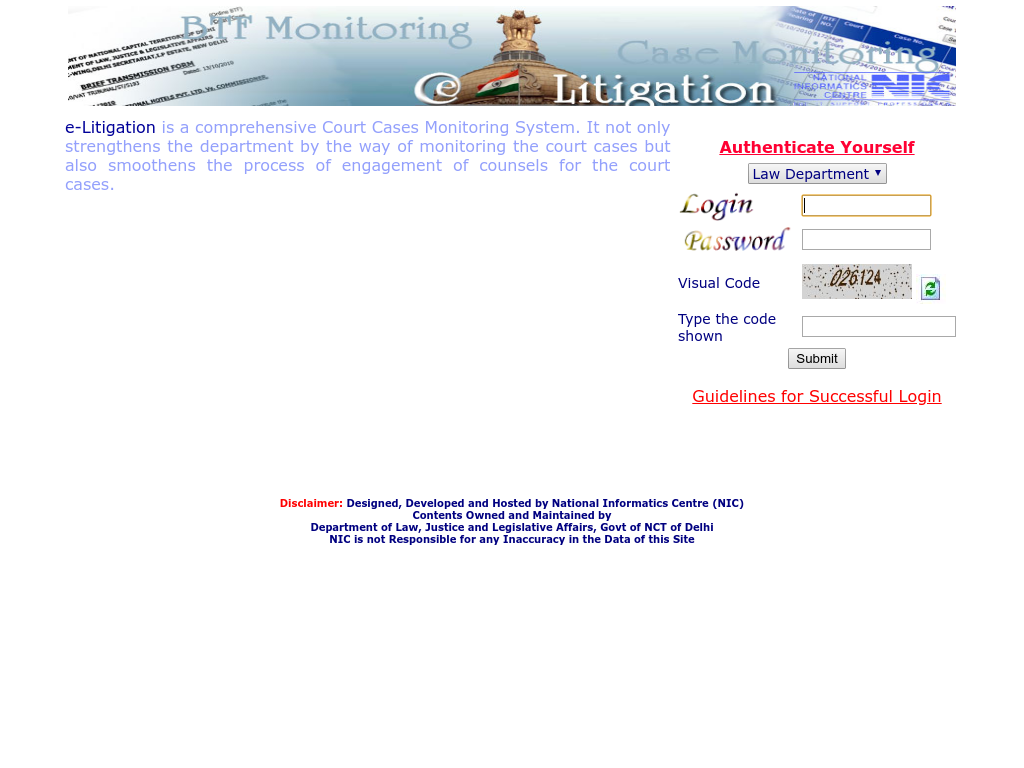 BTF Monitoring
Case Monitoring
e Litigation
NATIONAL
INFORMATICS
CENTRE
NIC
BRIEF TRANSMISSION FORM
e-Litigation is a comprehensive Court Cases Monitoring System. It not only
strengthens the department by the way of monitoring the court cases but
also smoothens the process of engagement of counsels for the court
cases.
Authenticate Yourself
Law Department
Login
Password
Visual Code
026124
Type the code
shown
Submit
Guidelines for Successful Login
Disclaimer: Designed, Developed and Hosted by National Informatics Centre (NIC)
Contents Owned and Maintained by
Department of Law, Justice and Legislative Affairs, Govt of NCT of Delhi
NIC is not Responsible for any Inaccuracy in the Data of this Site